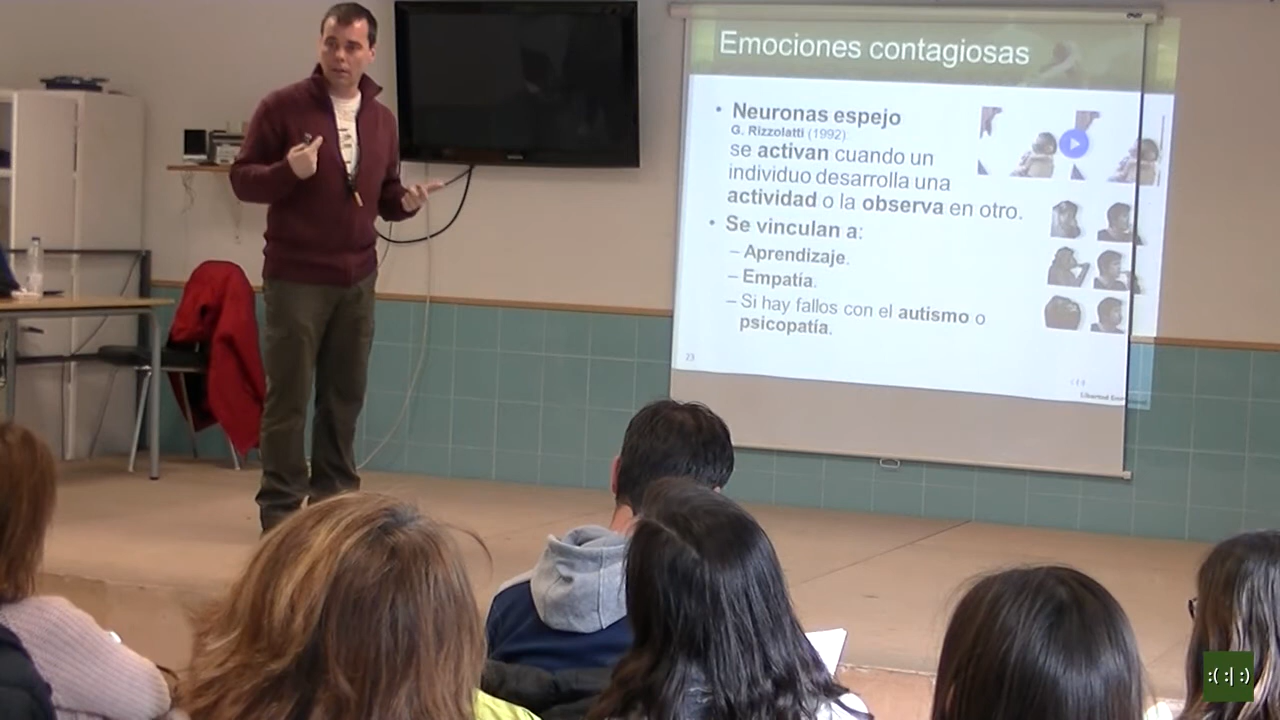 Emociones contagiosas
• Neuronas espejo
G. Rizzolatti (1992).
se activan cuando un
individuo desarrolla una
actividad o la observa en otro.
• Se vinculan a:
– Aprendizaje.
– Empatía.
– Si hay fallos con el autismo o
psicopatía.
23
Libertad
:( :| :)